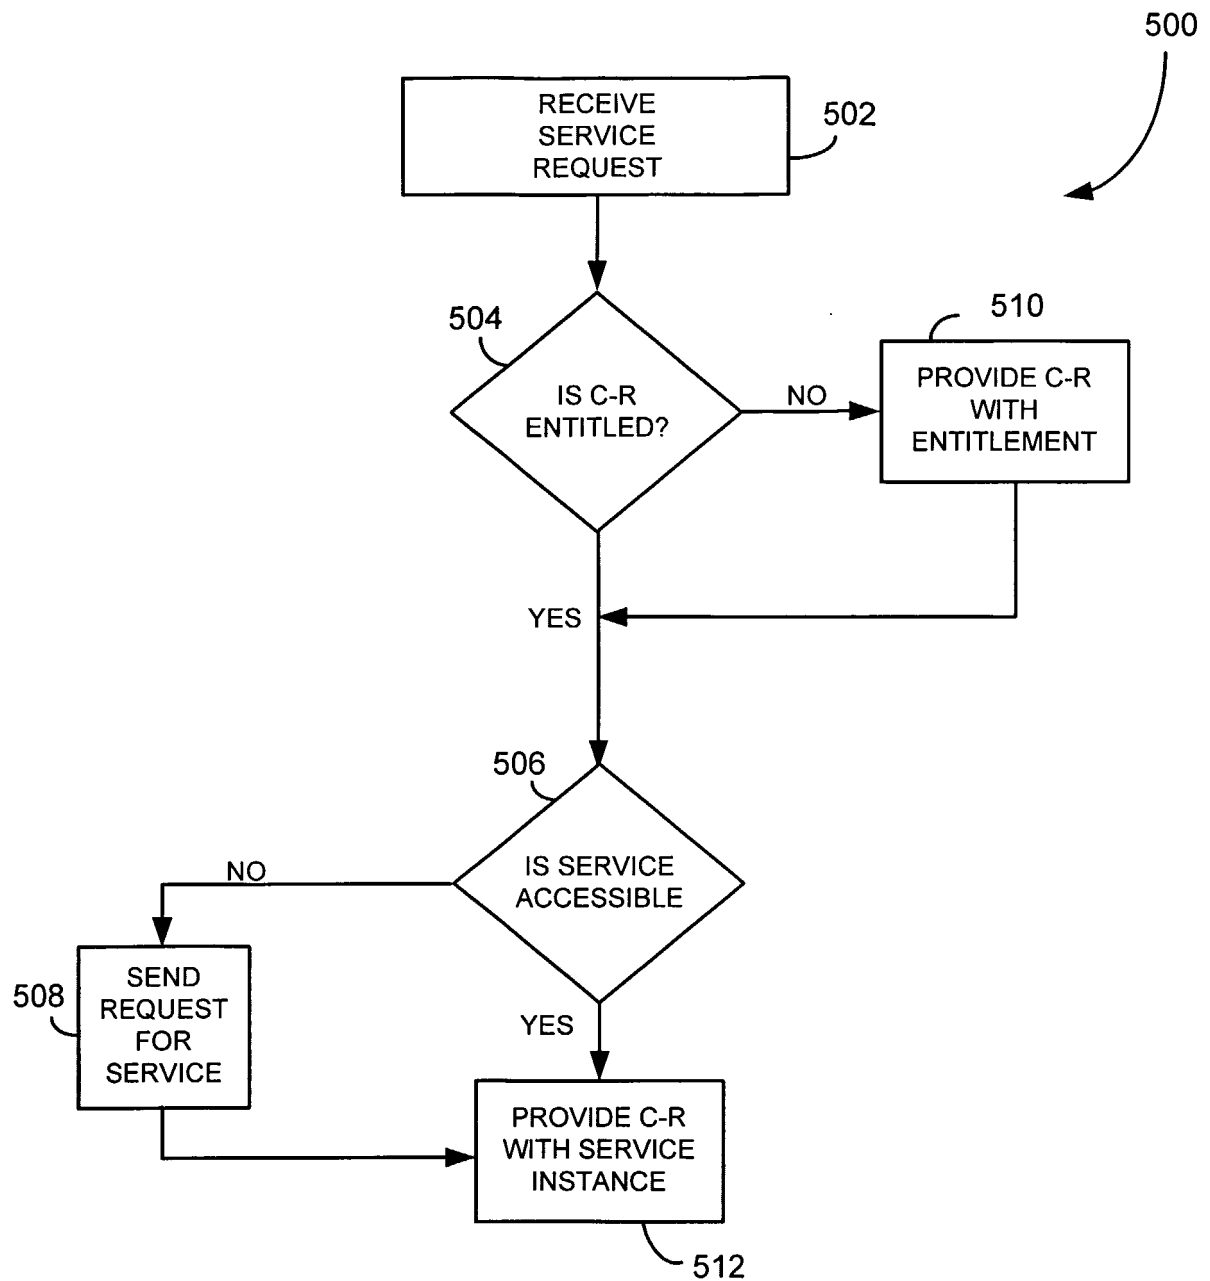 500
RECEIVE
SERVICE
REQUEST
502
504
IS C-R
ENTITLED?
NO
510
PROVIDE C-R
WITH
ENTITLEMENT
YES
506
IS SERVICE
ACCESSIBLE
NO
508
SEND
REQUEST
FOR
SERVICE
YES
PROVIDE C-R
WITH SERVICE
INSTANCE
512